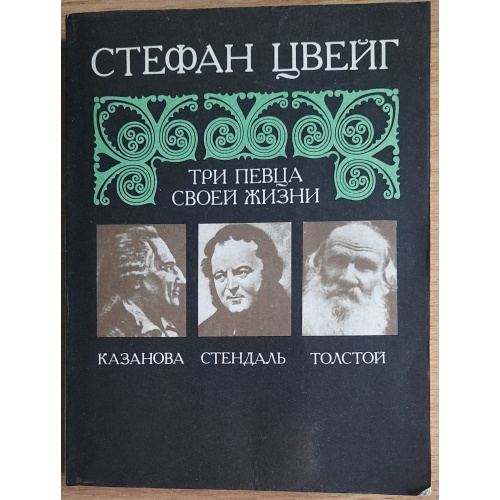 СТЕФАН ЦВЕЙГ
ТРИ ПЕВЦА
СВОЕЙ ЖИЗНИ
КАЗАНОВА СТЕНДАЛЬ ТОЛСТОЙ